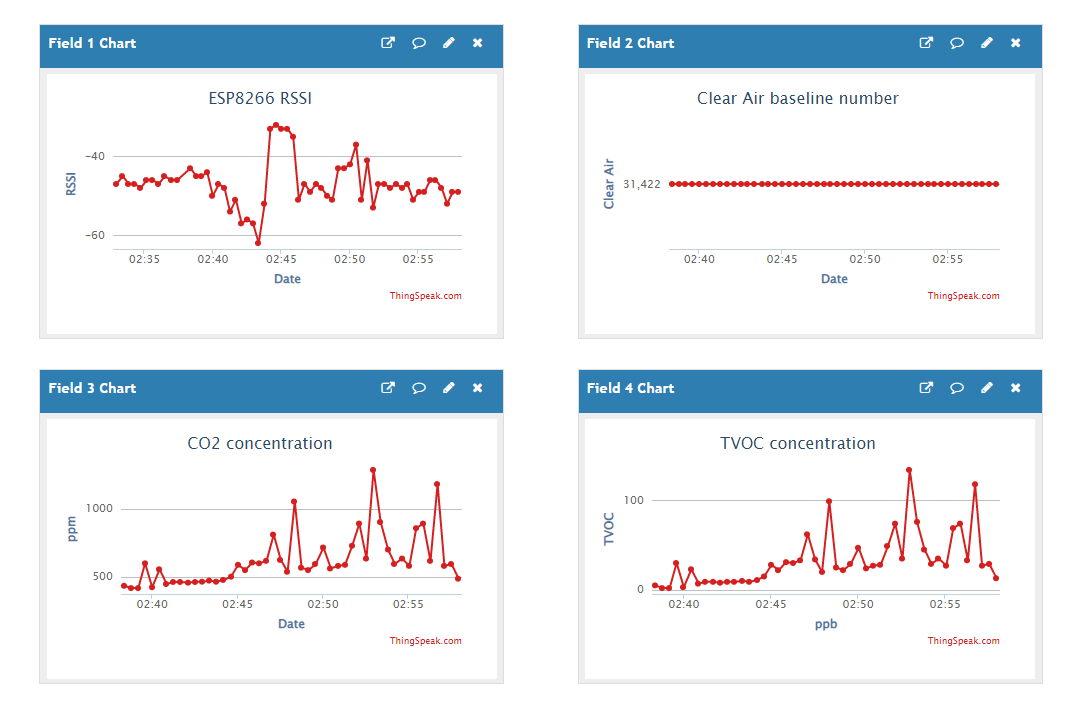 Field 1 Chart
ESP8266 RSSI
RSSI
−40
−60
02:35 02:40 02:45 02:50 02:55
Date
ThingSpeak.com
Field 2 Chart
Clear Air baseline number
Clear Air
31,422
02:40 02:45 02:50 02:55
Date
ThingSpeak.com
Field 3 Chart
CO2 concentration
ppm
1000
500
02:40 02:45 02:50 02:55
Date
ThingSpeak.com
Field 4 Chart
TVOC concentration
TVOC
100
0
02:40 02:45 02:50 02:55
ppb
ThingSpeak.com